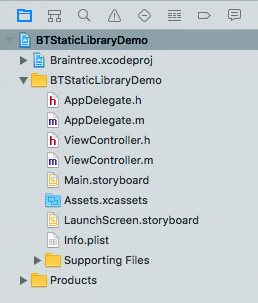 BTStaticLibraryDemo
Braintree.xcodeproj
BTStaticLibraryDemo
AppDelegate.h
AppDelegate.m
ViewController.h
ViewController.m
Main.storyboard
Assets.xcassets
LaunchScreen.storyboard
Info.plist
Supporting Files
Products